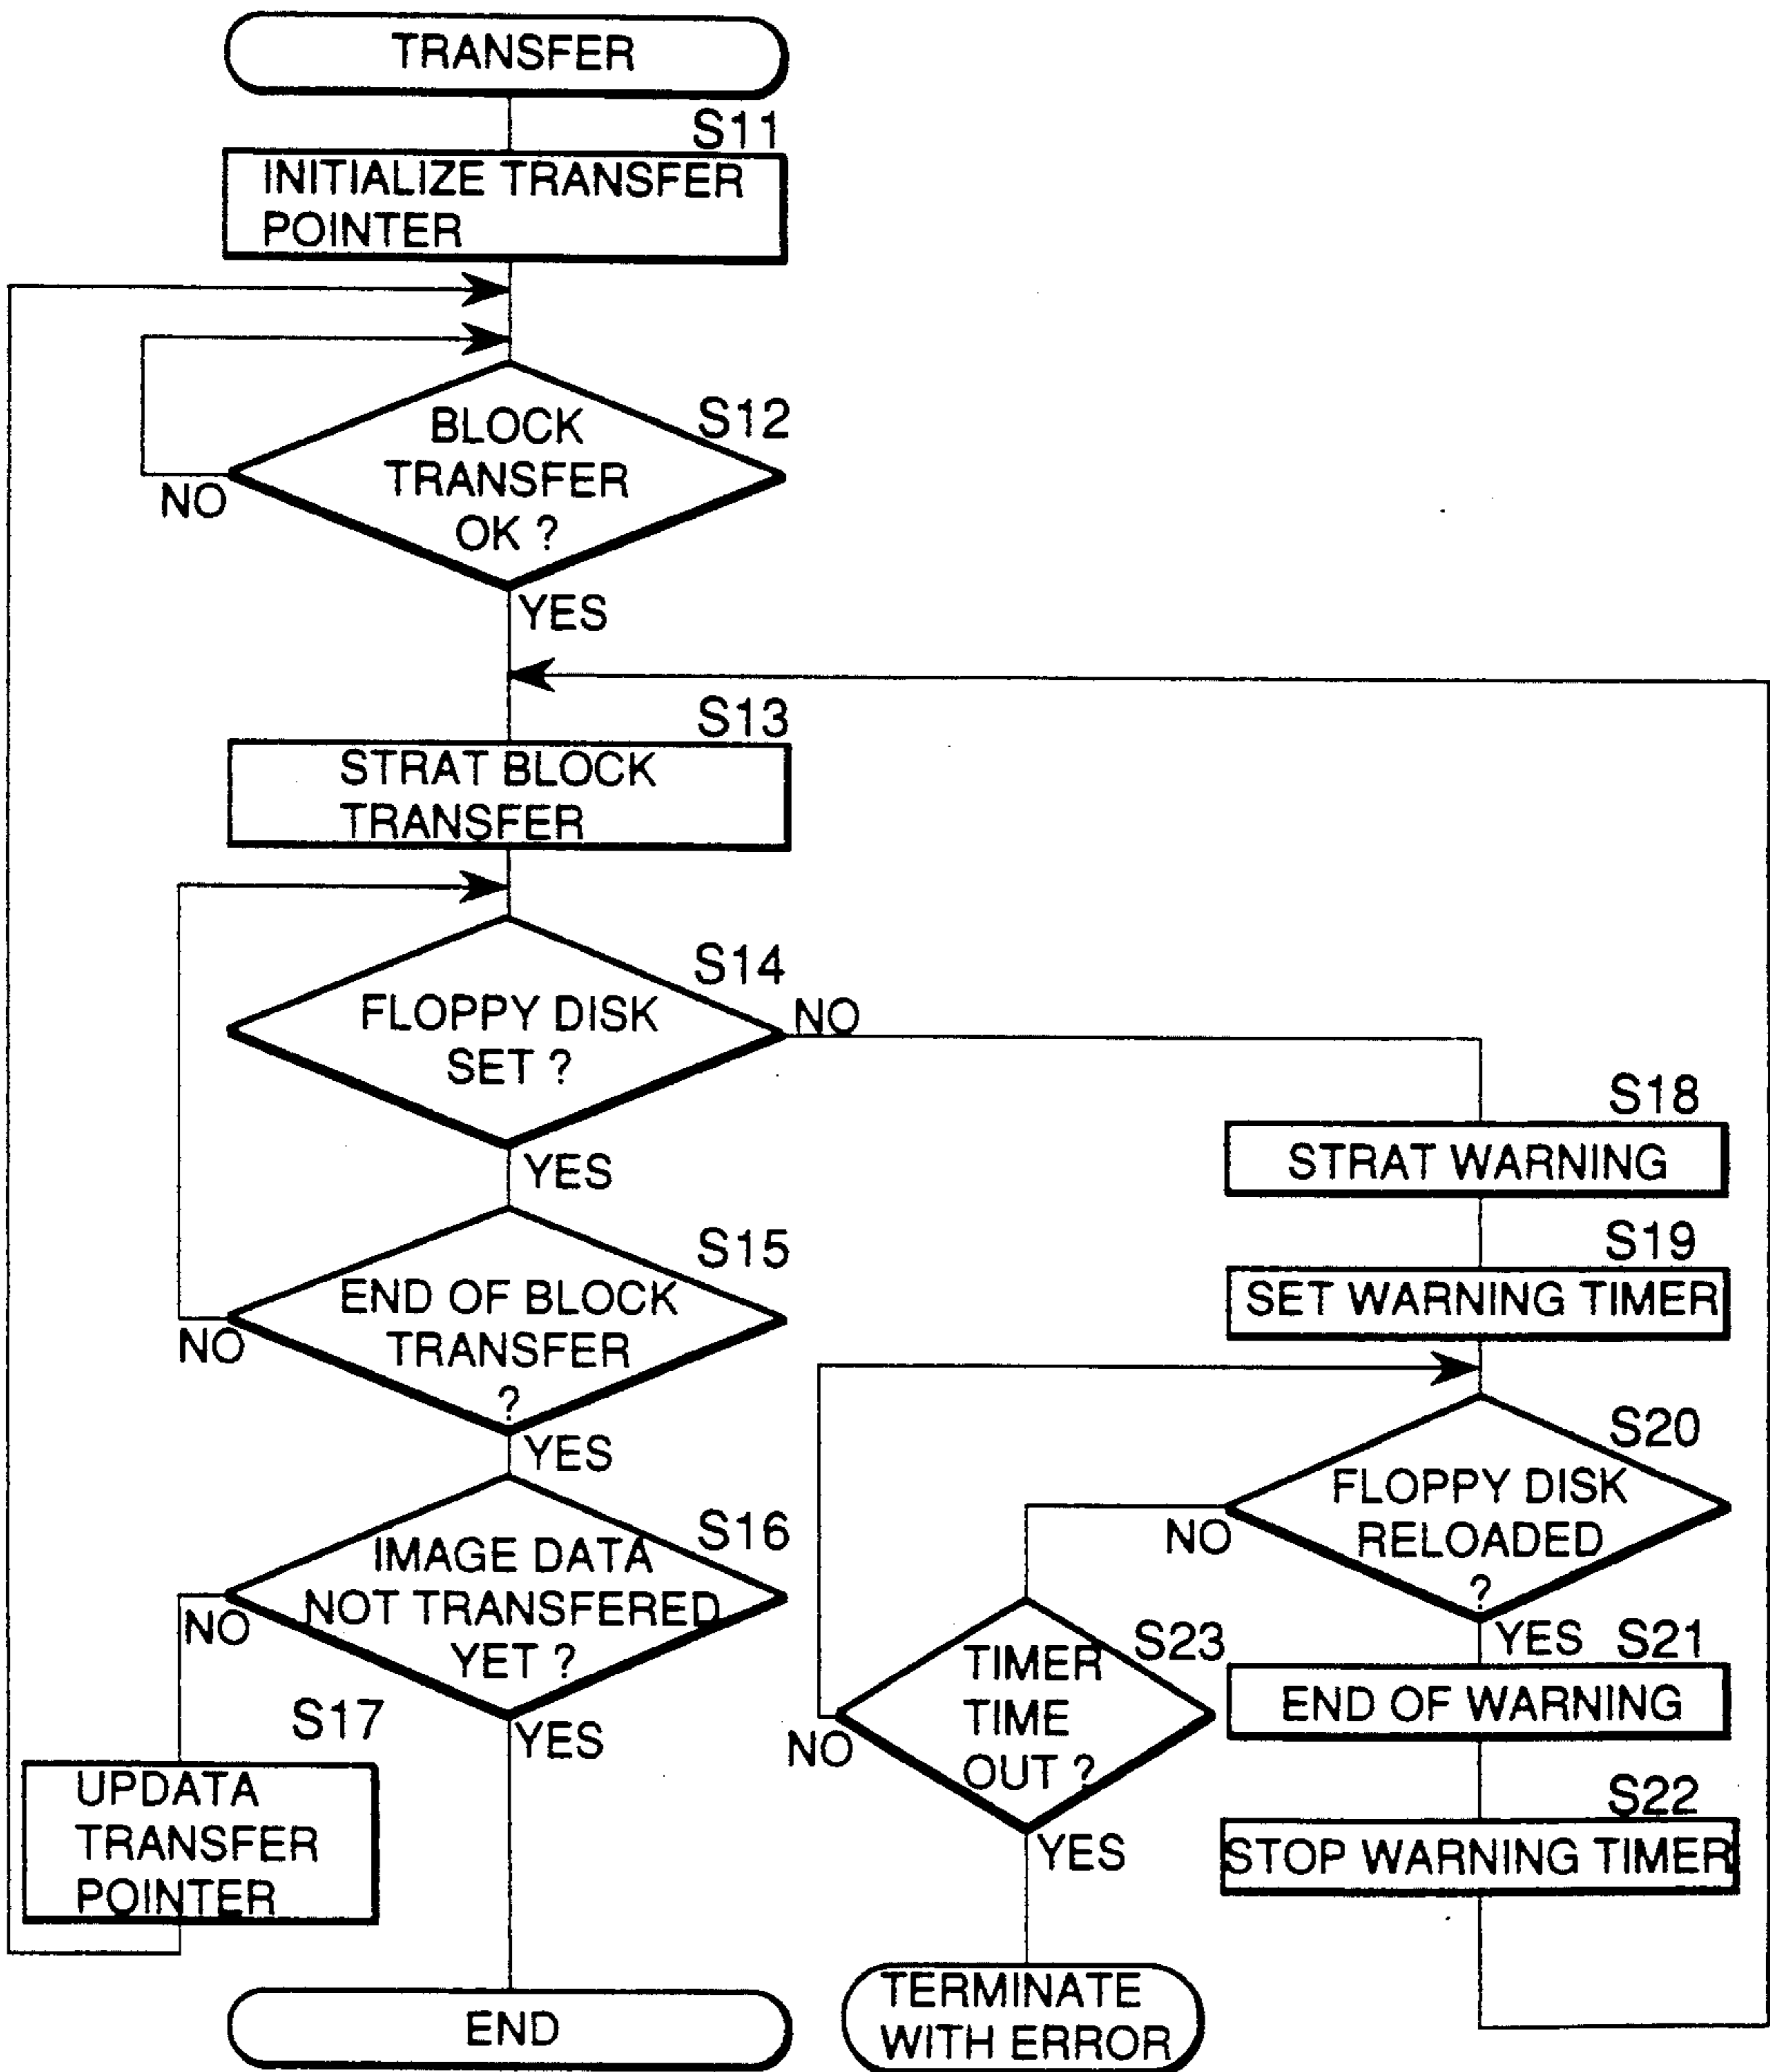 TRANSFER
S11
INITIALIZE TRANSFER
POINTER
S12
BLOCK
TRANSFER
OK ?
NO
YES
S13
STRAT BLOCK
TRANSFER
S14
FLOPPY DISK
SET ?
NO
YES
S15
END OF BLOCK
TRANSFER
?
NO
YES
S16
IMAGE DATA
NOT TRANSFERED
YET ?
NO
YES
S17
UPDATA
TRANSFER
POINTER
END
S18
STRAT WARNING
S19
SET WARNING TIMER
S20
FLOPPY DISK
RELOADED
?
NO
YES
S21
END OF WARNING
S22
STOP WARNING TIMER
S23
TIMER
TIME
OUT ?
NO
YES
TERMINATE
WITH ERROR